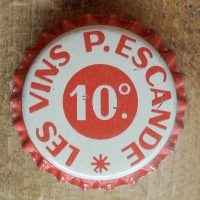 LES VINS P. ESCANDE *
10°.